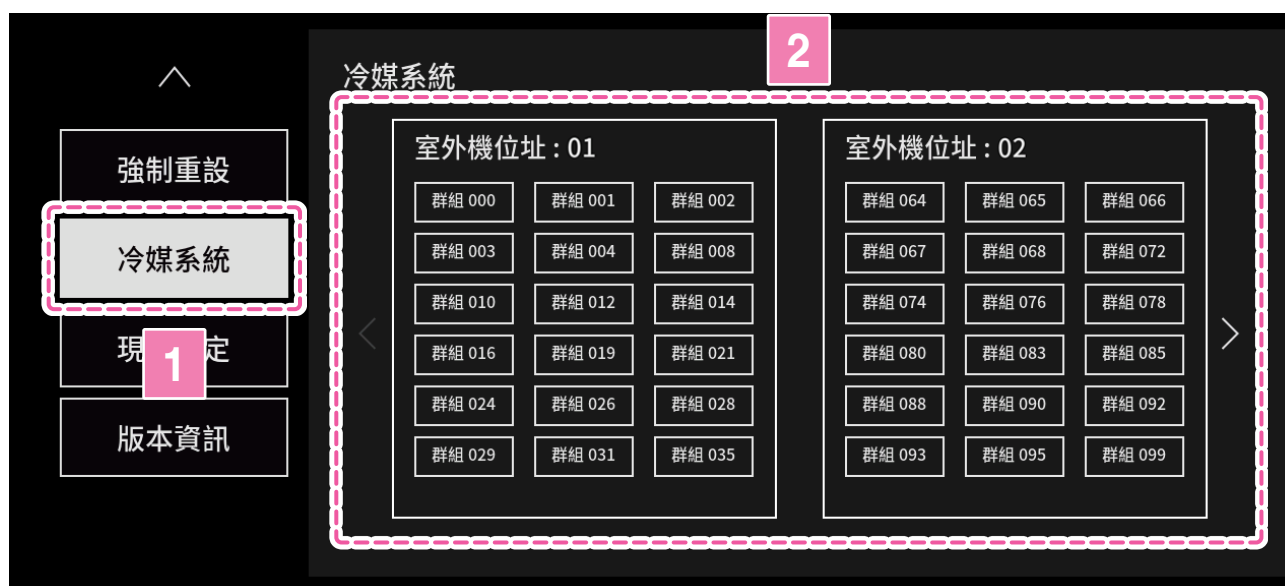 強制重設
冷媒系統
現 定
版本資訊
1
2
冷媒系統
室外機位址 : 01
群組 000 群組 001 群組 002
群組 003 群組 004 群組 008
群組 010 群組 012 群組 014
群組 016 群組 019 群組 021
群組 024 群組 026 群組 028
群組 029 群組 031 群組 035
室外機位址 : 02
群組 064 群組 065 群組 066
群組 067 群組 068 群組 072
群組 074 群組 076 群組 078
群組 080 群組 083 群組 085
群組 088 群組 090 群組 092
群組 093 群組 095 群組 099